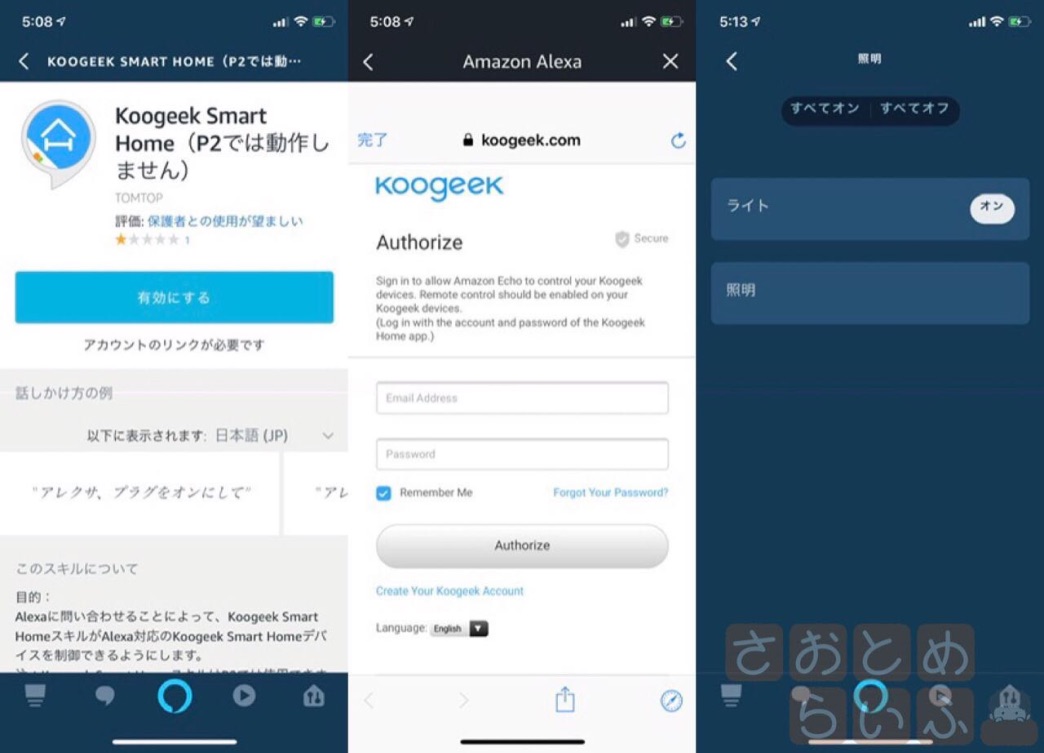 5:08
KOOGEEK SMART HOME（P2では動…
Koogeek Smart
Home（P2では動作し
ません）
TOMTOP
評価: 保護者との使用が望ましい
1
有効にする
アカウントのリンクが必要です
話しかけ方の例
以下に表示されます: 日本語 (JP)
"アレクサ、プラグをオンにして"
"アレ
このスキルについて
目的：
Alexaに問い合わせることによって、Koogeek Smart
HomeスキルがAlexa対応のKoogeek Smart Homeデバ
イスを制御できるようにします。
5:08
Amazon Alexa
完了
koogeek.com
Koogeek
Authorize
Secure
Sign in to allow Amazon Echo to control your Koogeek
devices. Remote control should be enabled on your
Koogeek devices.
(Log in with the account and password of the Koogeek
Home app.)
Email Address
Password
Remember Me
Forgot Your Password?
Authorize
Create Your Koogeek Account
Language: English
5:13
照明
すべてオン
すべてオフ
ライト
オン
照明
さおとめ
らいふ